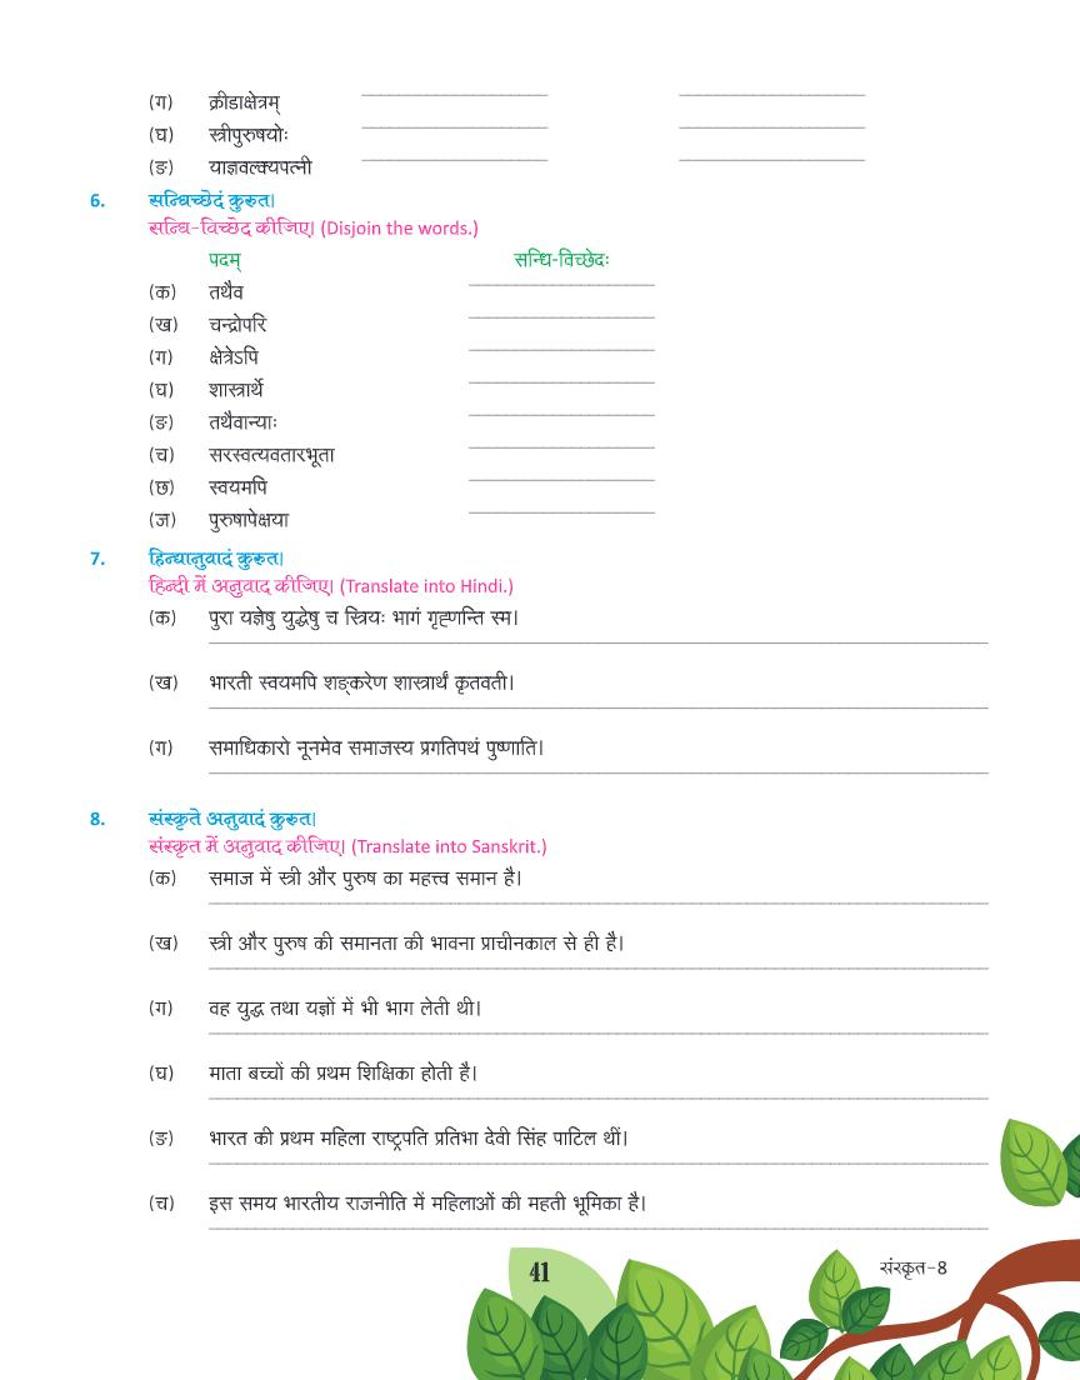 (ग) क्रीडाक्षेत्रम्
(घ) स्त्रीपुरुषयोः
(ङ) याज्ञवल्क्यपत्नी
6. सन्धिच्छेदं कुरुत।
सन्धि-विच्छेद कीजिए। (Disjoin the words.)
पदम् सन्धि-विच्छेदः
(क) तथैव
(ख) चन्द्रोपरि
(ग) क्षेत्रेऽपि
(घ) शास्त्रार्थे
(ङ) तथैवान्याः
(च) सरस्वत्यवतारभूता
(छ) स्वयमपि
(ज) पुरुषापेक्षया
7. हिन्द्यानुवादं कुरुत।
हिन्दी में अनुवाद कीजिए। (Translate into Hindi.)
(क) पुरा यज्ञेषु युद्धेषु च स्त्रियः भागं गृह्णन्ति स्म।
(ख) भारती स्वयमपि शङ्करेण शास्त्रार्थं कृतवती।
(ग) समाधिकारो नूनमेव समाजस्य प्रगतिपथं पुष्णाति।
8. संस्कृते अनुवादं कुरुत।
संस्कृत में अनुवाद कीजिए। (Translate into Sanskrit.)
(क) समाज में स्त्री और पुरुष का महत्त्व समान है।
(ख) स्त्री और पुरुष की समानता की भावना प्राचीनकाल से ही है।
(ग) वह युद्ध तथा यज्ञों में भी भाग लेती थी।
(घ) माता बच्चों की प्रथम शिक्षिका होती है।
(ङ) भारत की प्रथम महिला राष्ट्रपति प्रतिभा देवी सिंह पाटिल थीं।
(च) इस समय भारतीय राजनीति में महिलाओं की महती भूमिका है।
41 संस्कृत-8